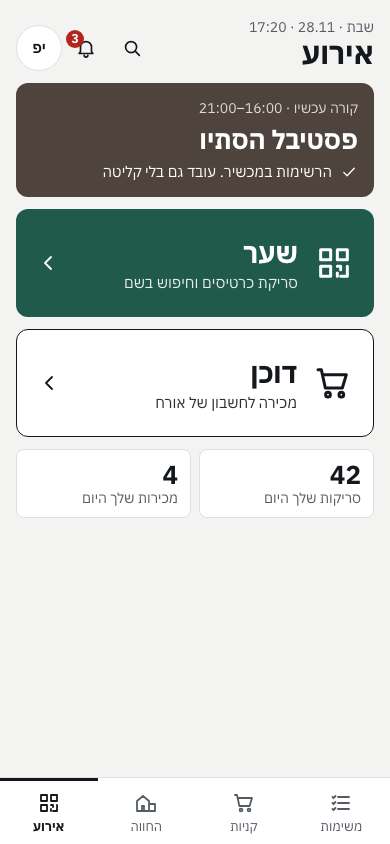 שבת · 28.11 · 17:20
אירוע
3
יפ
קורה עכשיו · 16:00–21:00
פסטיבל הסתיו
הרשימות במכשיר. עובד גם בלי קליטה
שער
סריקת כרטיסים וחיפוש בשם
דוכן
מכירה לחשבון של אורח
42
סריקות שלך היום
4
מכירות שלך היום
משימות
קניות
החווה
אירוע